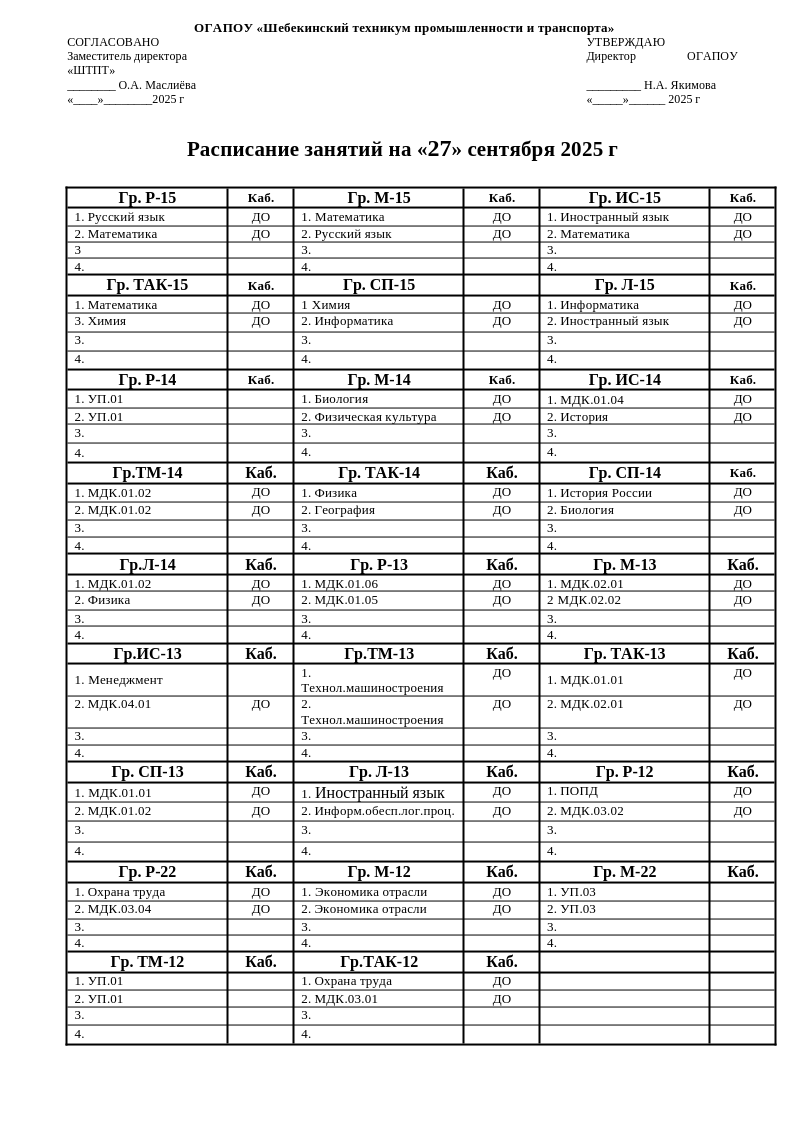 ОГАПОУ «Шебекинский техникум промышленности и транспорта»
СОГЛАСОВАНО УТВЕРЖДАЮ
Заместитель директора Директор ОГАПОУ
«ШТПТ»
________ О.А. Маслиёва _________ Н.А. Якимова
«____»________2025 г «_____»______ 2025 г
Расписание занятий на «27» сентября 2025 г
Гр. Р-15 Каб. Гр. М-15 Каб. Гр. ИС-15 Каб.
1. Русский язык ДО 1. Математика ДО 1. Иностранный язык ДО
2. Математика ДО 2. Русский язык ДО 2. Математика ДО
3 3. 3.
4. 4. 4.
Гр. ТАК-15 Каб. Гр. СП-15 Гр. Л-15 Каб.
1. Математика ДО 1 Химия ДО 1. Информатика ДО
3. Химия ДО 2. Информатика ДО 2. Иностранный язык ДО
3. 3. 3.
4. 4. 4.
Гр. Р-14 Каб. Гр. М-14 Каб. Гр. ИС-14 Каб.
1. УП.01 1. Биология ДО 1. МДК.01.04 ДО
2. УП.01 2. Физическая культура ДО 2. История ДО
3. 3. 3.
4. 4. 4.
Гр.ТМ-14 Каб. Гр. ТАК-14 Каб. Гр. СП-14 Каб.
1. МДК.01.02 ДО 1. Физика ДО 1. История России ДО
2. МДК.01.02 ДО 2. География ДО 2. Биология ДО
3. 3. 3.
4. 4. 4.
Гр.Л-14 Каб. Гр. Р-13 Каб. Гр. М-13 Каб.
1. МДК.01.02 ДО 1. МДК.01.06 ДО 1. МДК.02.01 ДО
2. Физика ДО 2. МДК.01.05 ДО 2 МДК.02.02 ДО
3. 3. 3.
4. 4. 4.
Гр.ИС-13 Каб. Гр.ТМ-13 Каб. Гр. ТАК-13 Каб.
1. Менеджмент 1. ДО 1. МДК.01.01 ДО
Технол.машиностроения
2. МДК.04.01 ДО 2. ДО 2. МДК.02.01 ДО
Технол.машиностроения
3. 3. 3.
4. 4. 4.
Гр. СП-13 Каб. Гр. Л-13 Каб. Гр. Р-12 Каб.
1. МДК.01.01 ДО 1. Иностранный язык ДО 1. ПОПД ДО
2. МДК.01.02 ДО 2. Информ.обесп.лог.проц. ДО 2. МДК.03.02 ДО
3. 3. 3.
4. 4. 4.
Гр. Р-22 Каб. Гр. М-12 Каб. Гр. М-22 Каб.
1. Охрана труда ДО 1. Экономика отрасли ДО 1. УП.03
2. МДК.03.04 ДО 2. Экономика отрасли ДО 2. УП.03
3. 3. 3.
4. 4. 4.
Гр. ТМ-12 Каб. Гр.ТАК-12 Каб.
1. УП.01 1. Охрана труда ДО
2. УП.01 2. МДК.03.01 ДО
3. 3.
4. 4.